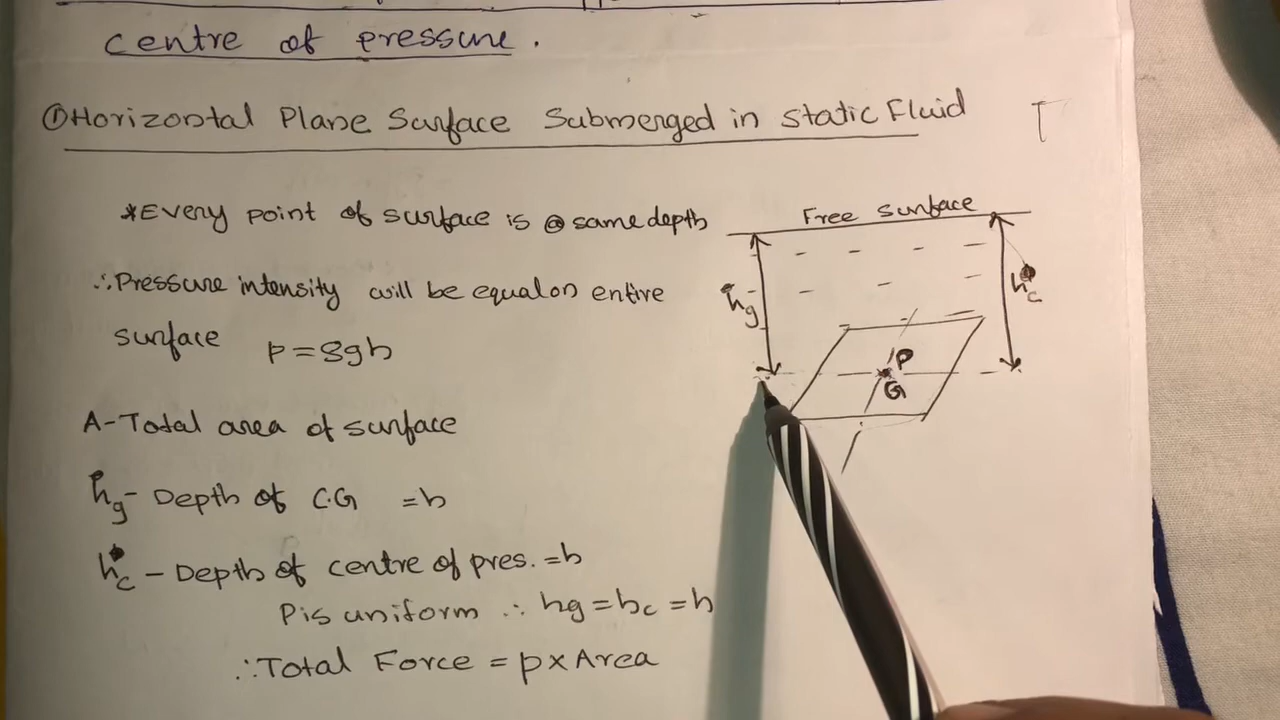 centre of pressure.
① Horizontal Plane Surface Submerged in static Fluid
*Every point of surface is @ same depth
∴ Pressure intensity will be equal on entire
surface p=ρgh
A-Total area of surface
hg- Depth of C.G =h
hc - Depth of centre of pres. =h
P is uniform ∴ hg=hc=h
∴ Total Force = p x Area
Free surface
hg
hc
P
G